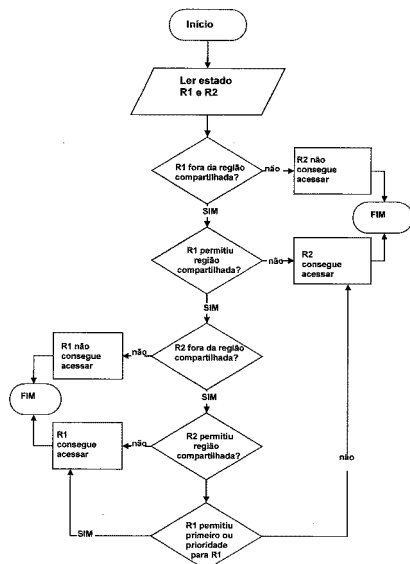 Início
Ler estado
R1 e R2
R1 fora da região
compartilhada?
não
R2 não
consegue
acessar
SIM
FIM
R1 permitiu
região
compartilhada?
não
R2
consegue
acessar
SIM
R1 não
consegue
acessar
não
R2 fora da região
compartilhada?
FIM
SIM
R1
consegue
acessar
não
R2 permitiu
região
compartilhada?
não
SIM
R1 permitiu
primeiro ou
prioridade
para R1